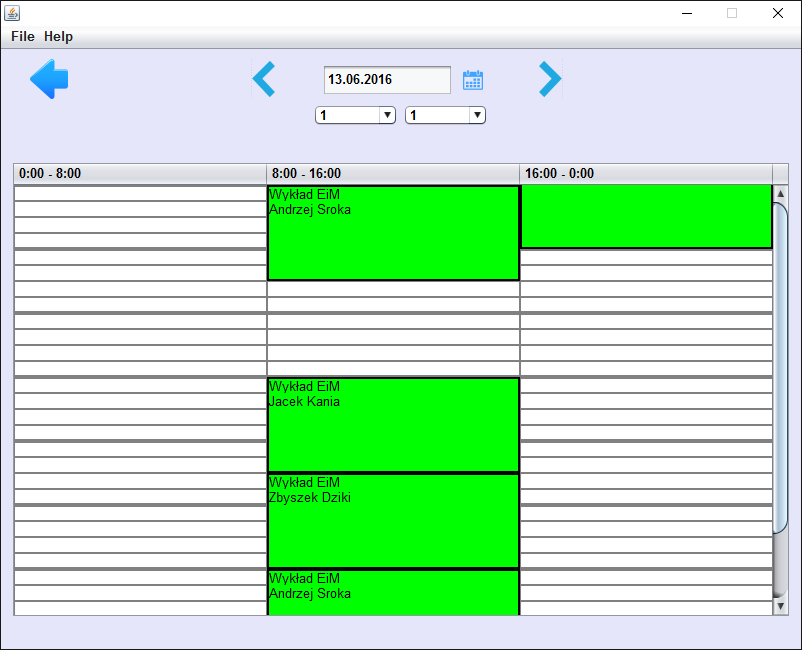 File Help
13.06.2016
1 1
0:00 - 8:00 8:00 - 16:00 16:00 - 0:00
Wykład EiM
Andrzej Sroka
Wykład EiM
Jacek Kania
Wykład EiM
Zbyszek Dziki
Wykład EiM
Andrzej Sroka